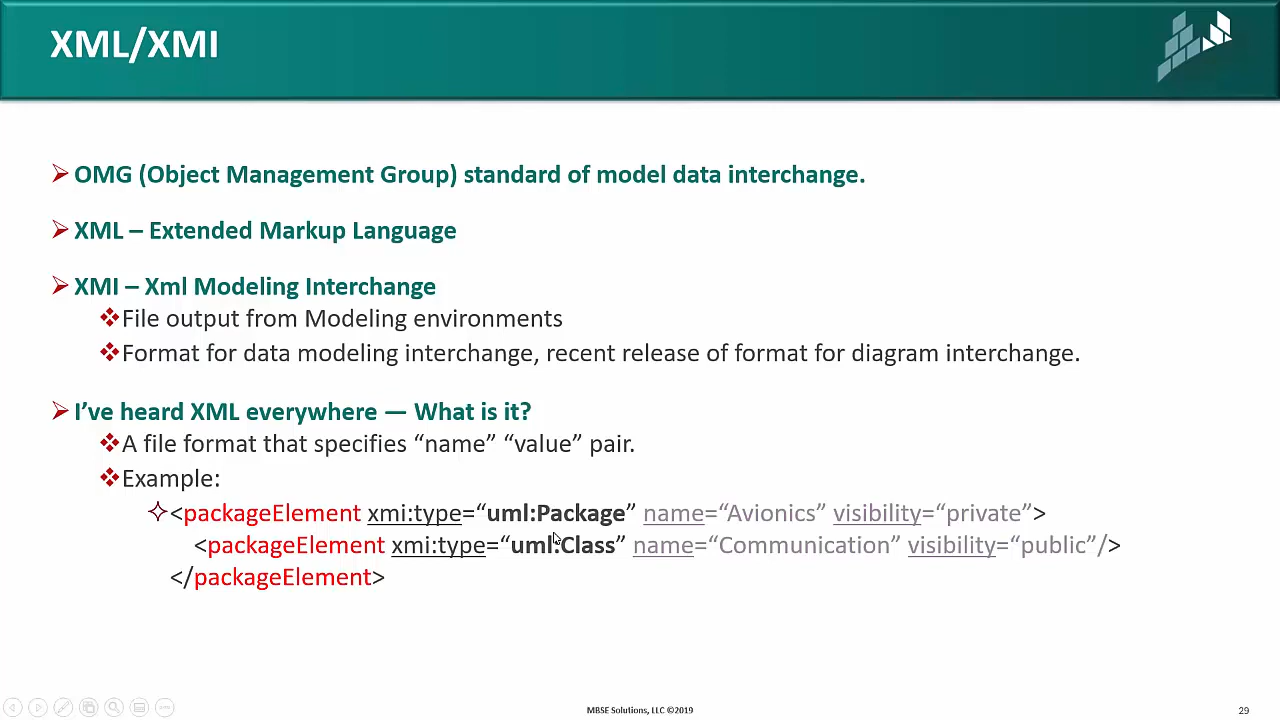 XML/XMI
OMG (Object Management Group) standard of model data interchange.
XML – Extended Markup Language
XMI – Xml Modeling Interchange
File output from Modeling environments
Format for data modeling interchange, recent release of format for diagram interchange.
I’ve heard XML everywhere — What is it?
A file format that specifies “name” “value” pair.
Example:
<packageElement xmi:type=“uml:Package” name=“Avionics” visibility=“private”>
<packageElement xmi:type=“uml:Class” name=“Communication” visibility=“public”/>
</packageElement>
MBSE Solutions, LLC ©2019
29